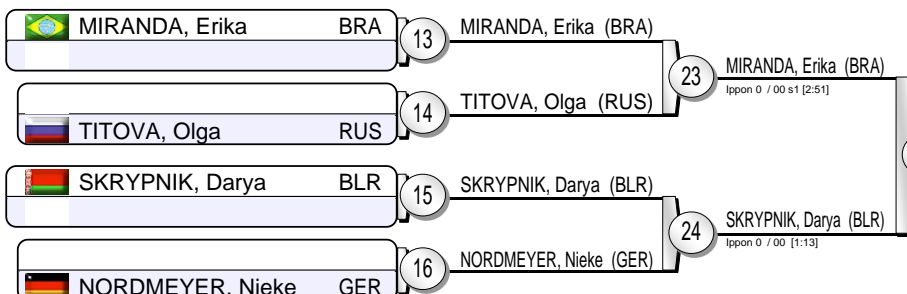 MIRANDA, Erika BRA
13
MIRANDA, Erika (BRA)
23
MIRANDA, Erika (BRA)
Ippon 0 / 00 s1 [2:51]
TITOVA, Olga RUS
14
TITOVA, Olga (RUS)
SKRYPNIK, Darya BLR
15
SKRYPNIK, Darya (BLR)
24
SKRYPNIK, Darya (BLR)
Ippon 0 / 00 [1:13]
NORDMEYER, Nieke GER
16
NORDMEYER, Nieke (GER)